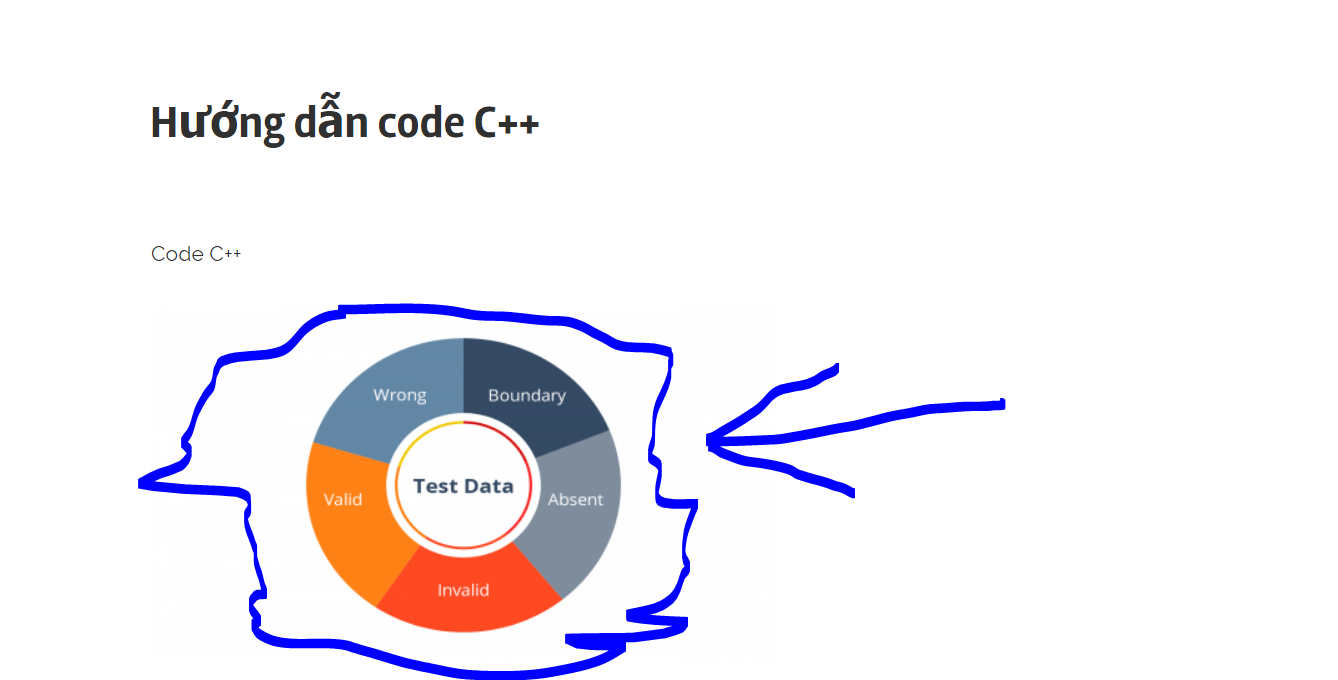 Hướng dẫn code C++
Code C++
Wrong
Boundary
Test Data
Valid
Absent
Invalid